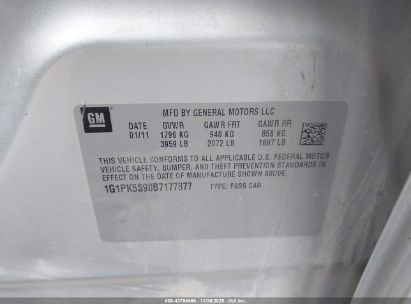 GM
MFD BY GENERAL MOTORS LLC
DATE GVWR GAWR FRT GAWR RR
01/11 1796 KG 940 KG 856 KG
3959 LB 2072 LB 1887 LB
THIS VEHICLE CONFORMS TO ALL APPLICABLE U.S. FEDERAL MOTOR
VEHICLE SAFETY, BUMPER, AND THEFT PREVENTION STANDARDS
IN EFFECT ON THE DATE OF MANUFACTURE SHOWN ABOVE.
1G1PK5S90B7177877 TYPE: PASS CAR